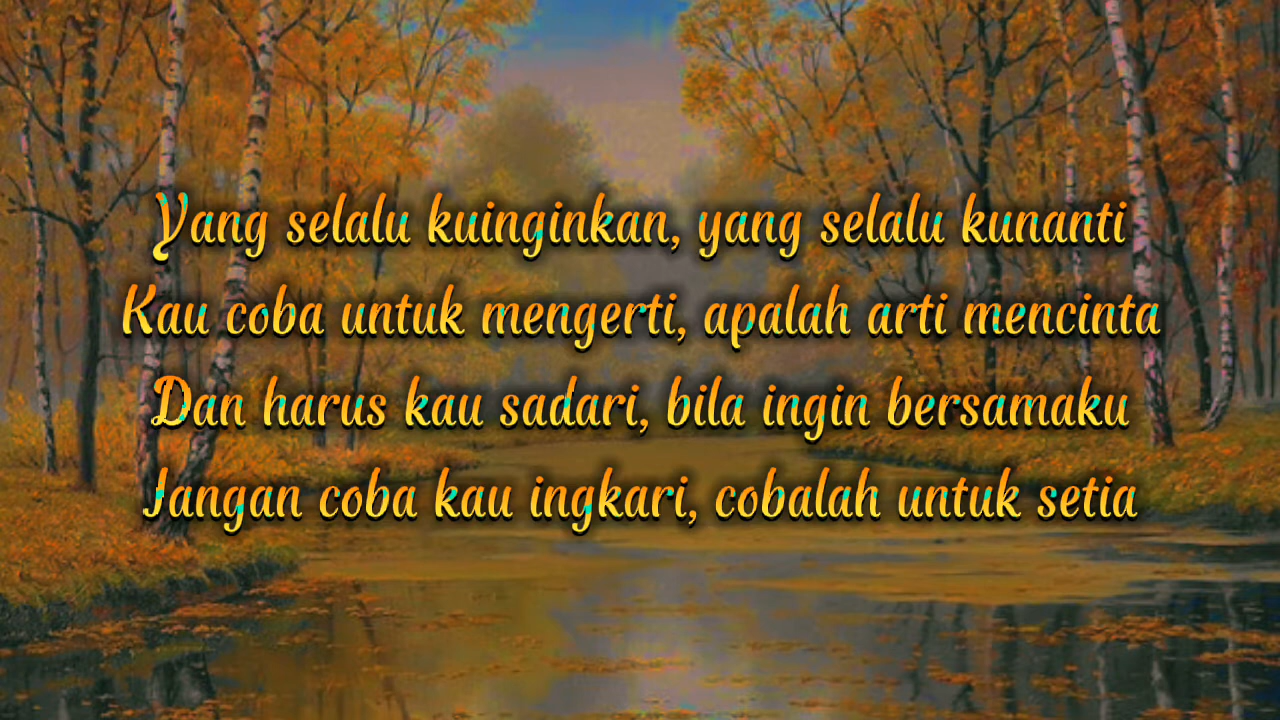 Yang selalu kuinginkan, yang selalu kunanti
Kau coba untuk mengerti, apalah arti mencinta
Dan harus kau sadari, bila ingin bersamaku
Jangan coba kau ingkari, cobalah untuk setia